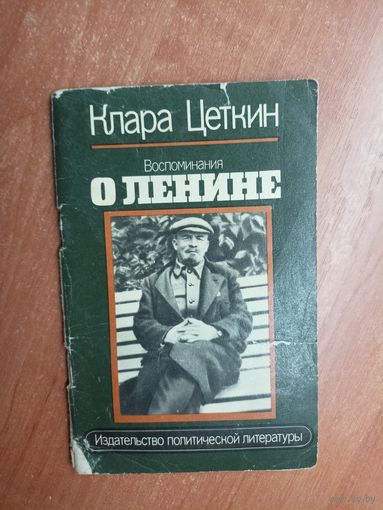 Клара Цеткин
Воспоминания
О ЛЕНИНЕ
Издательство политической литературы